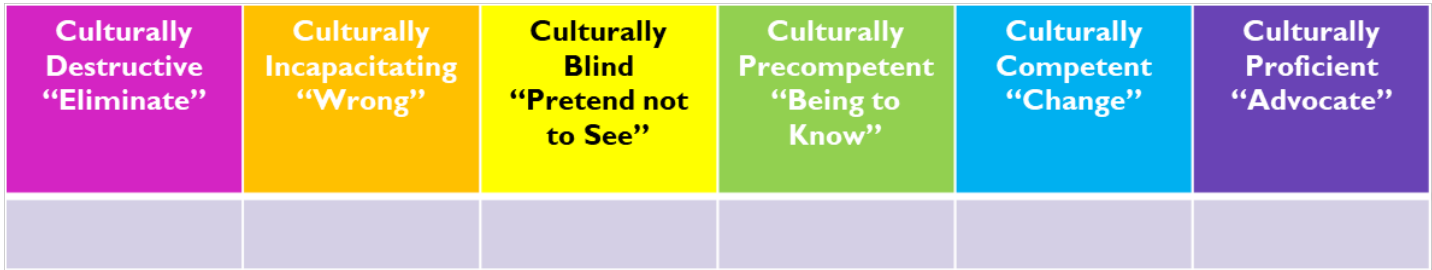 Culturally
Destructive
“Eliminate”
Culturally
Incapacitating
“Wrong”
Culturally
Blind
“Pretend not
to See”
Culturally
Precompetent
“Being to
Know”
Culturally
Competent
“Change”
Culturally
Proficient
“Advocate”